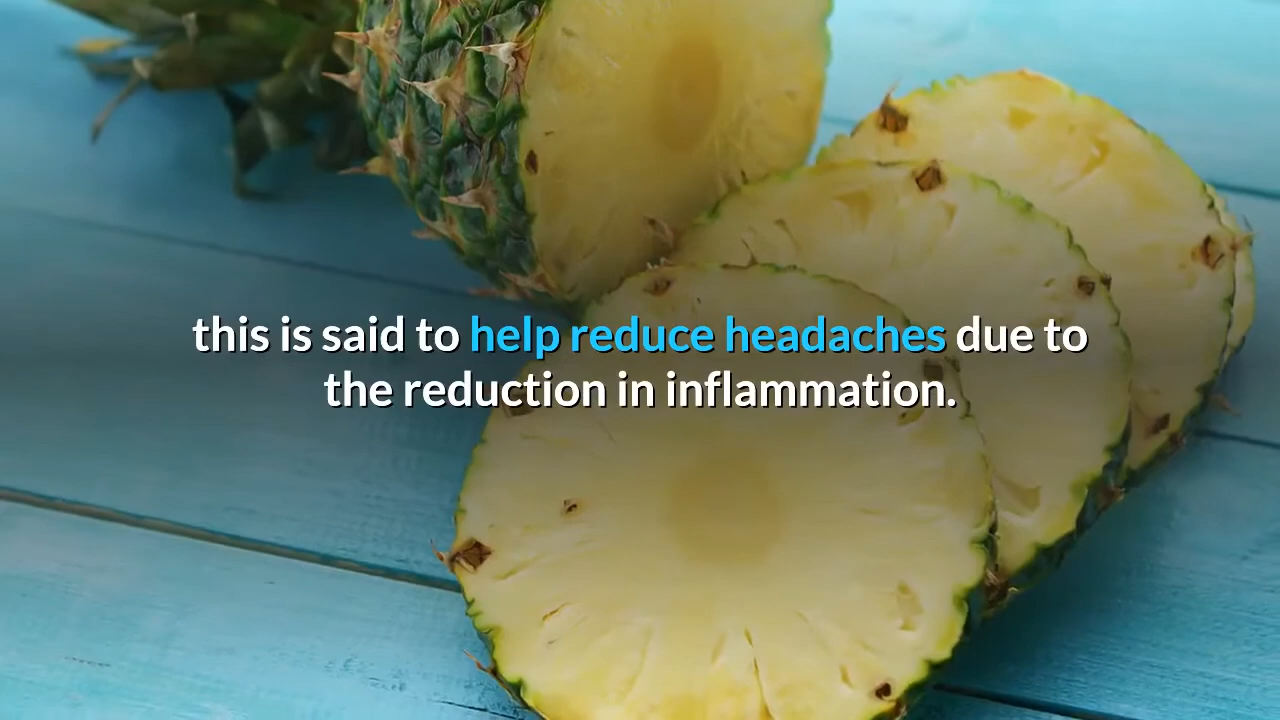 this is said to help reduce headaches due to
the reduction in inflammation.